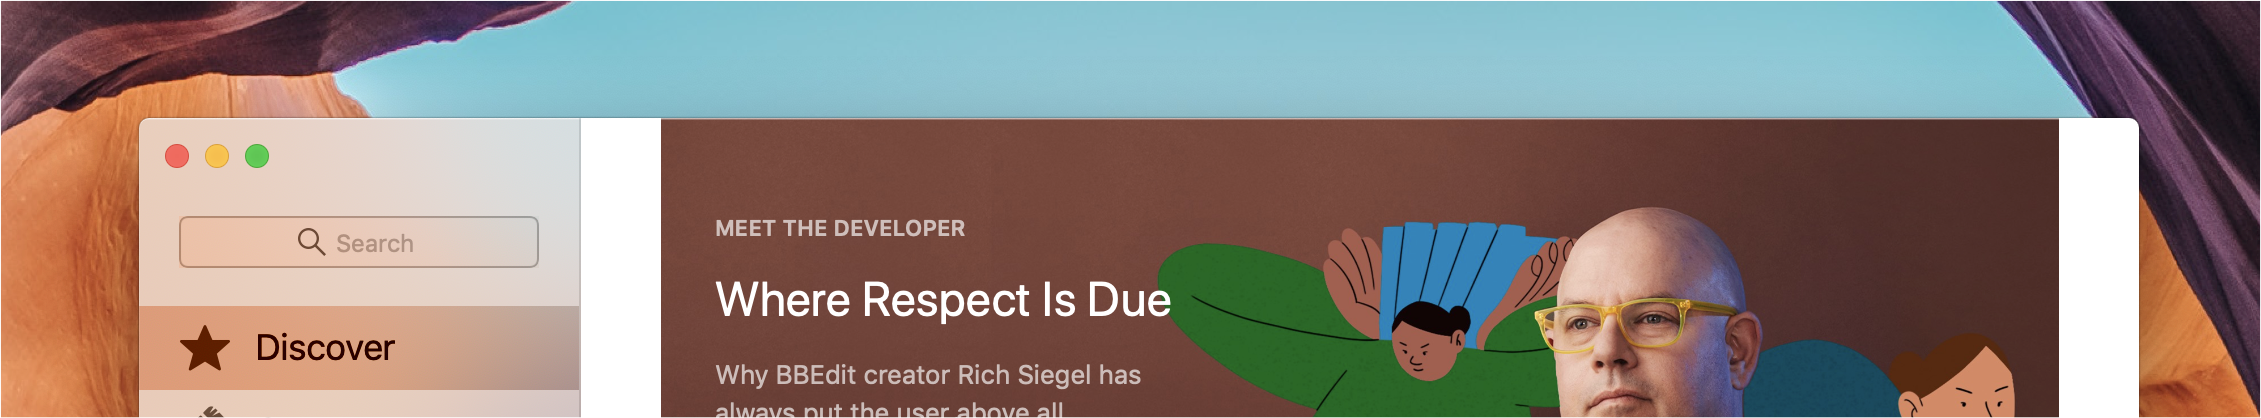 Search
Discover
MEET THE DEVELOPER
Where Respect Is Due
Why BBEdit creator Rich Siegel has
always put the user above all